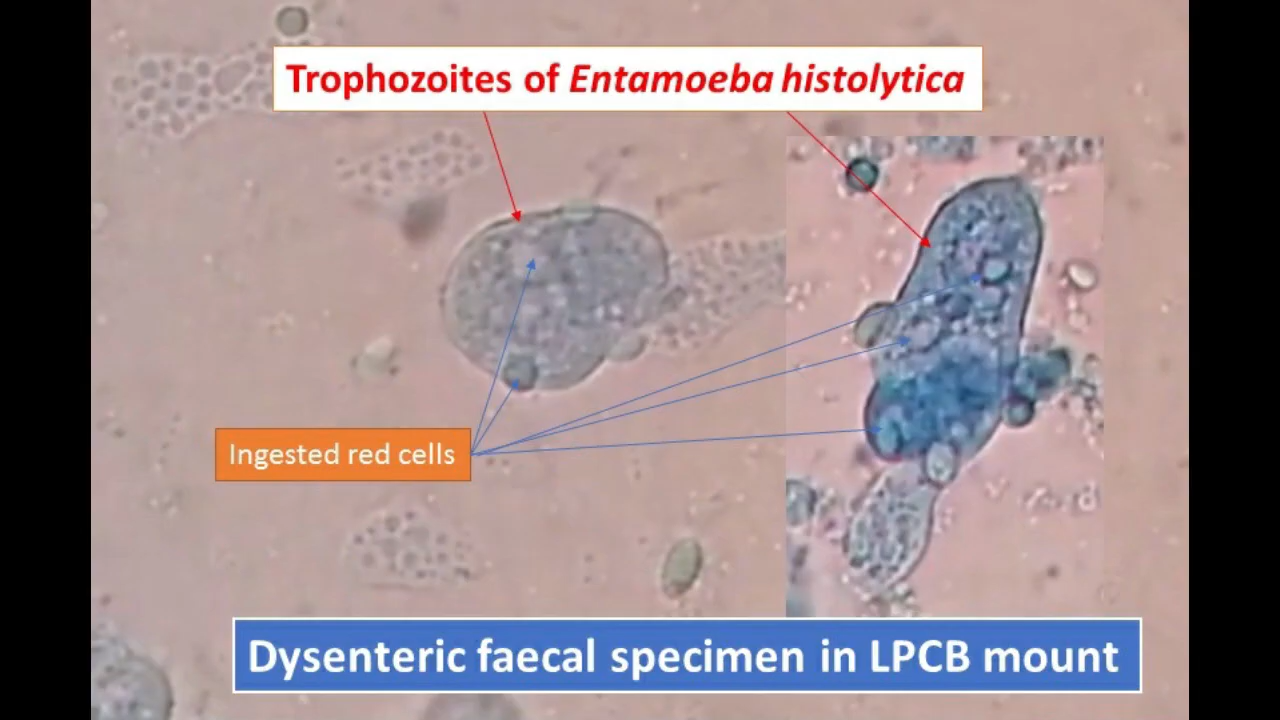 Trophozoites of Entamoeba histolytica
Ingested red cells
Dysenteric faecal specimen in LPCB mount